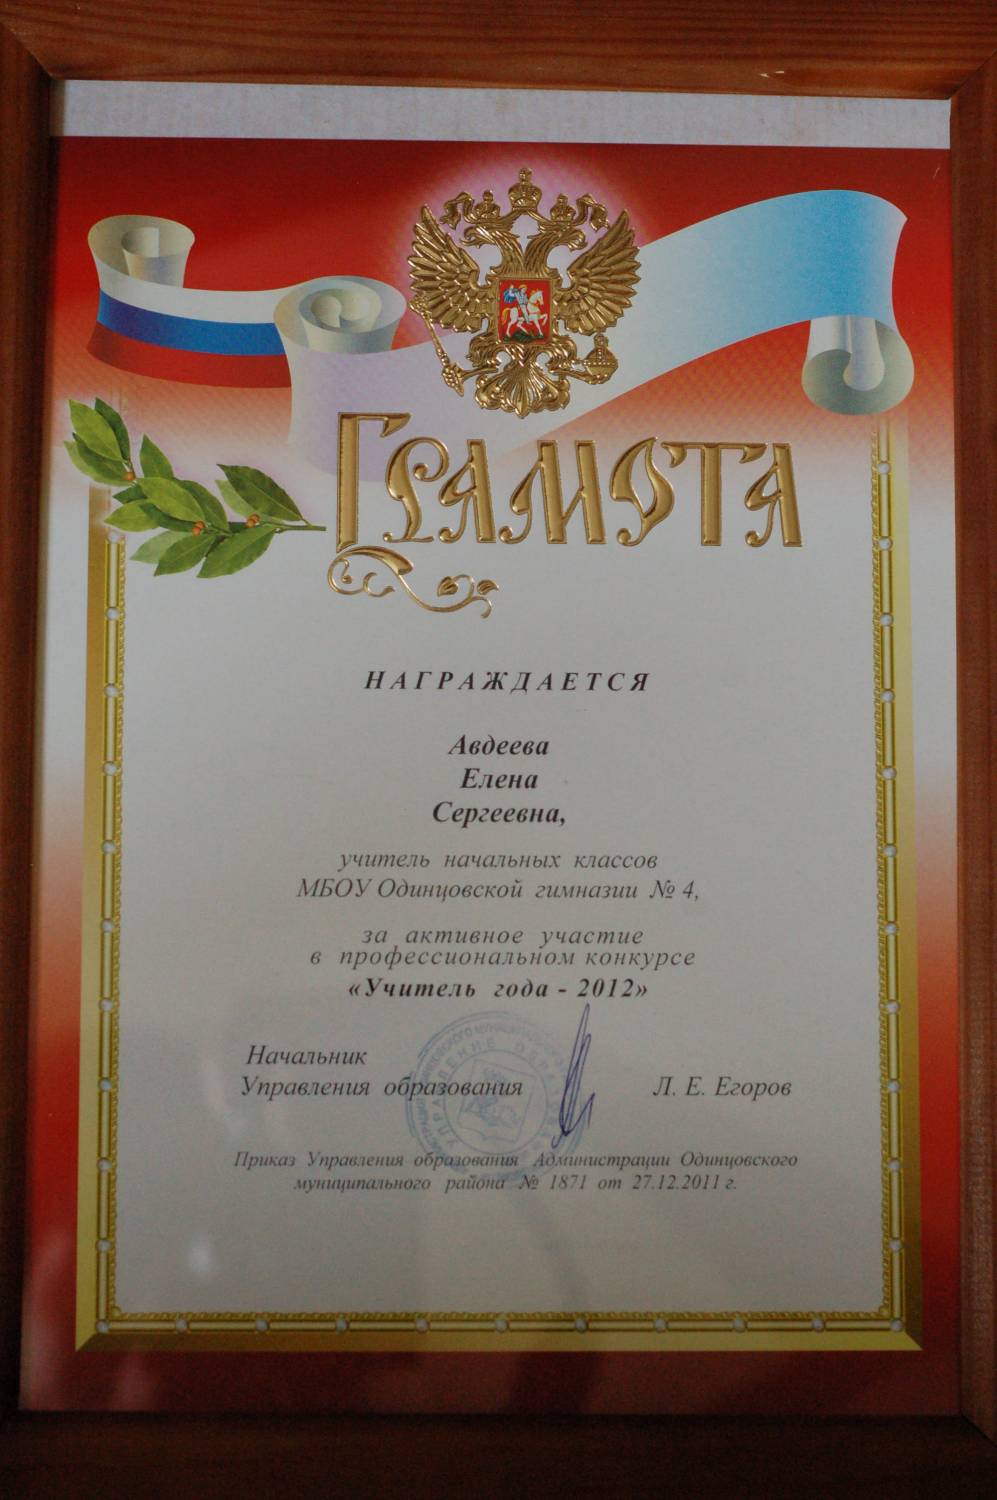 Грамота
НАГРАЖДАЕТСЯ
Авдеева
Елена
Сергеевна,
учитель начальных классов
МБОУ Одинцовской гимназии № 4,
за активное участие
в профессиональном конкурсе
«Учитель года - 2012»
Начальник
Управления образования Л. Е. Егоров
Приказ Управления образования Администрации Одинцовского
муниципального района № 1871 от 27.12.2011 г.